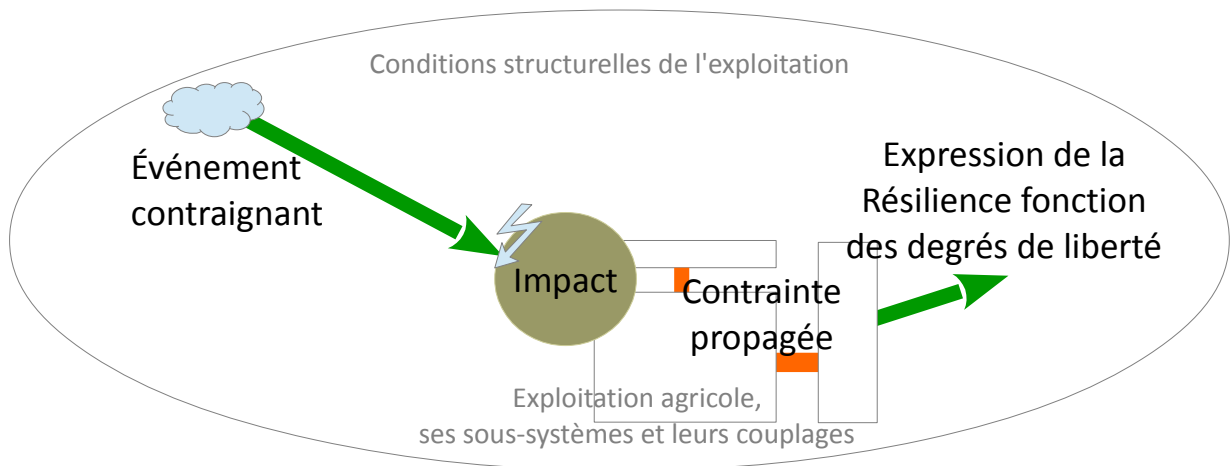 Conditions structurelles de l'exploitation
Événement
contraignant
Expression de la
Résilience fonction
des degrés de liberté
Impact
Contrainte
propagée
Exploitation agricole,
ses sous-systèmes et leurs couplages